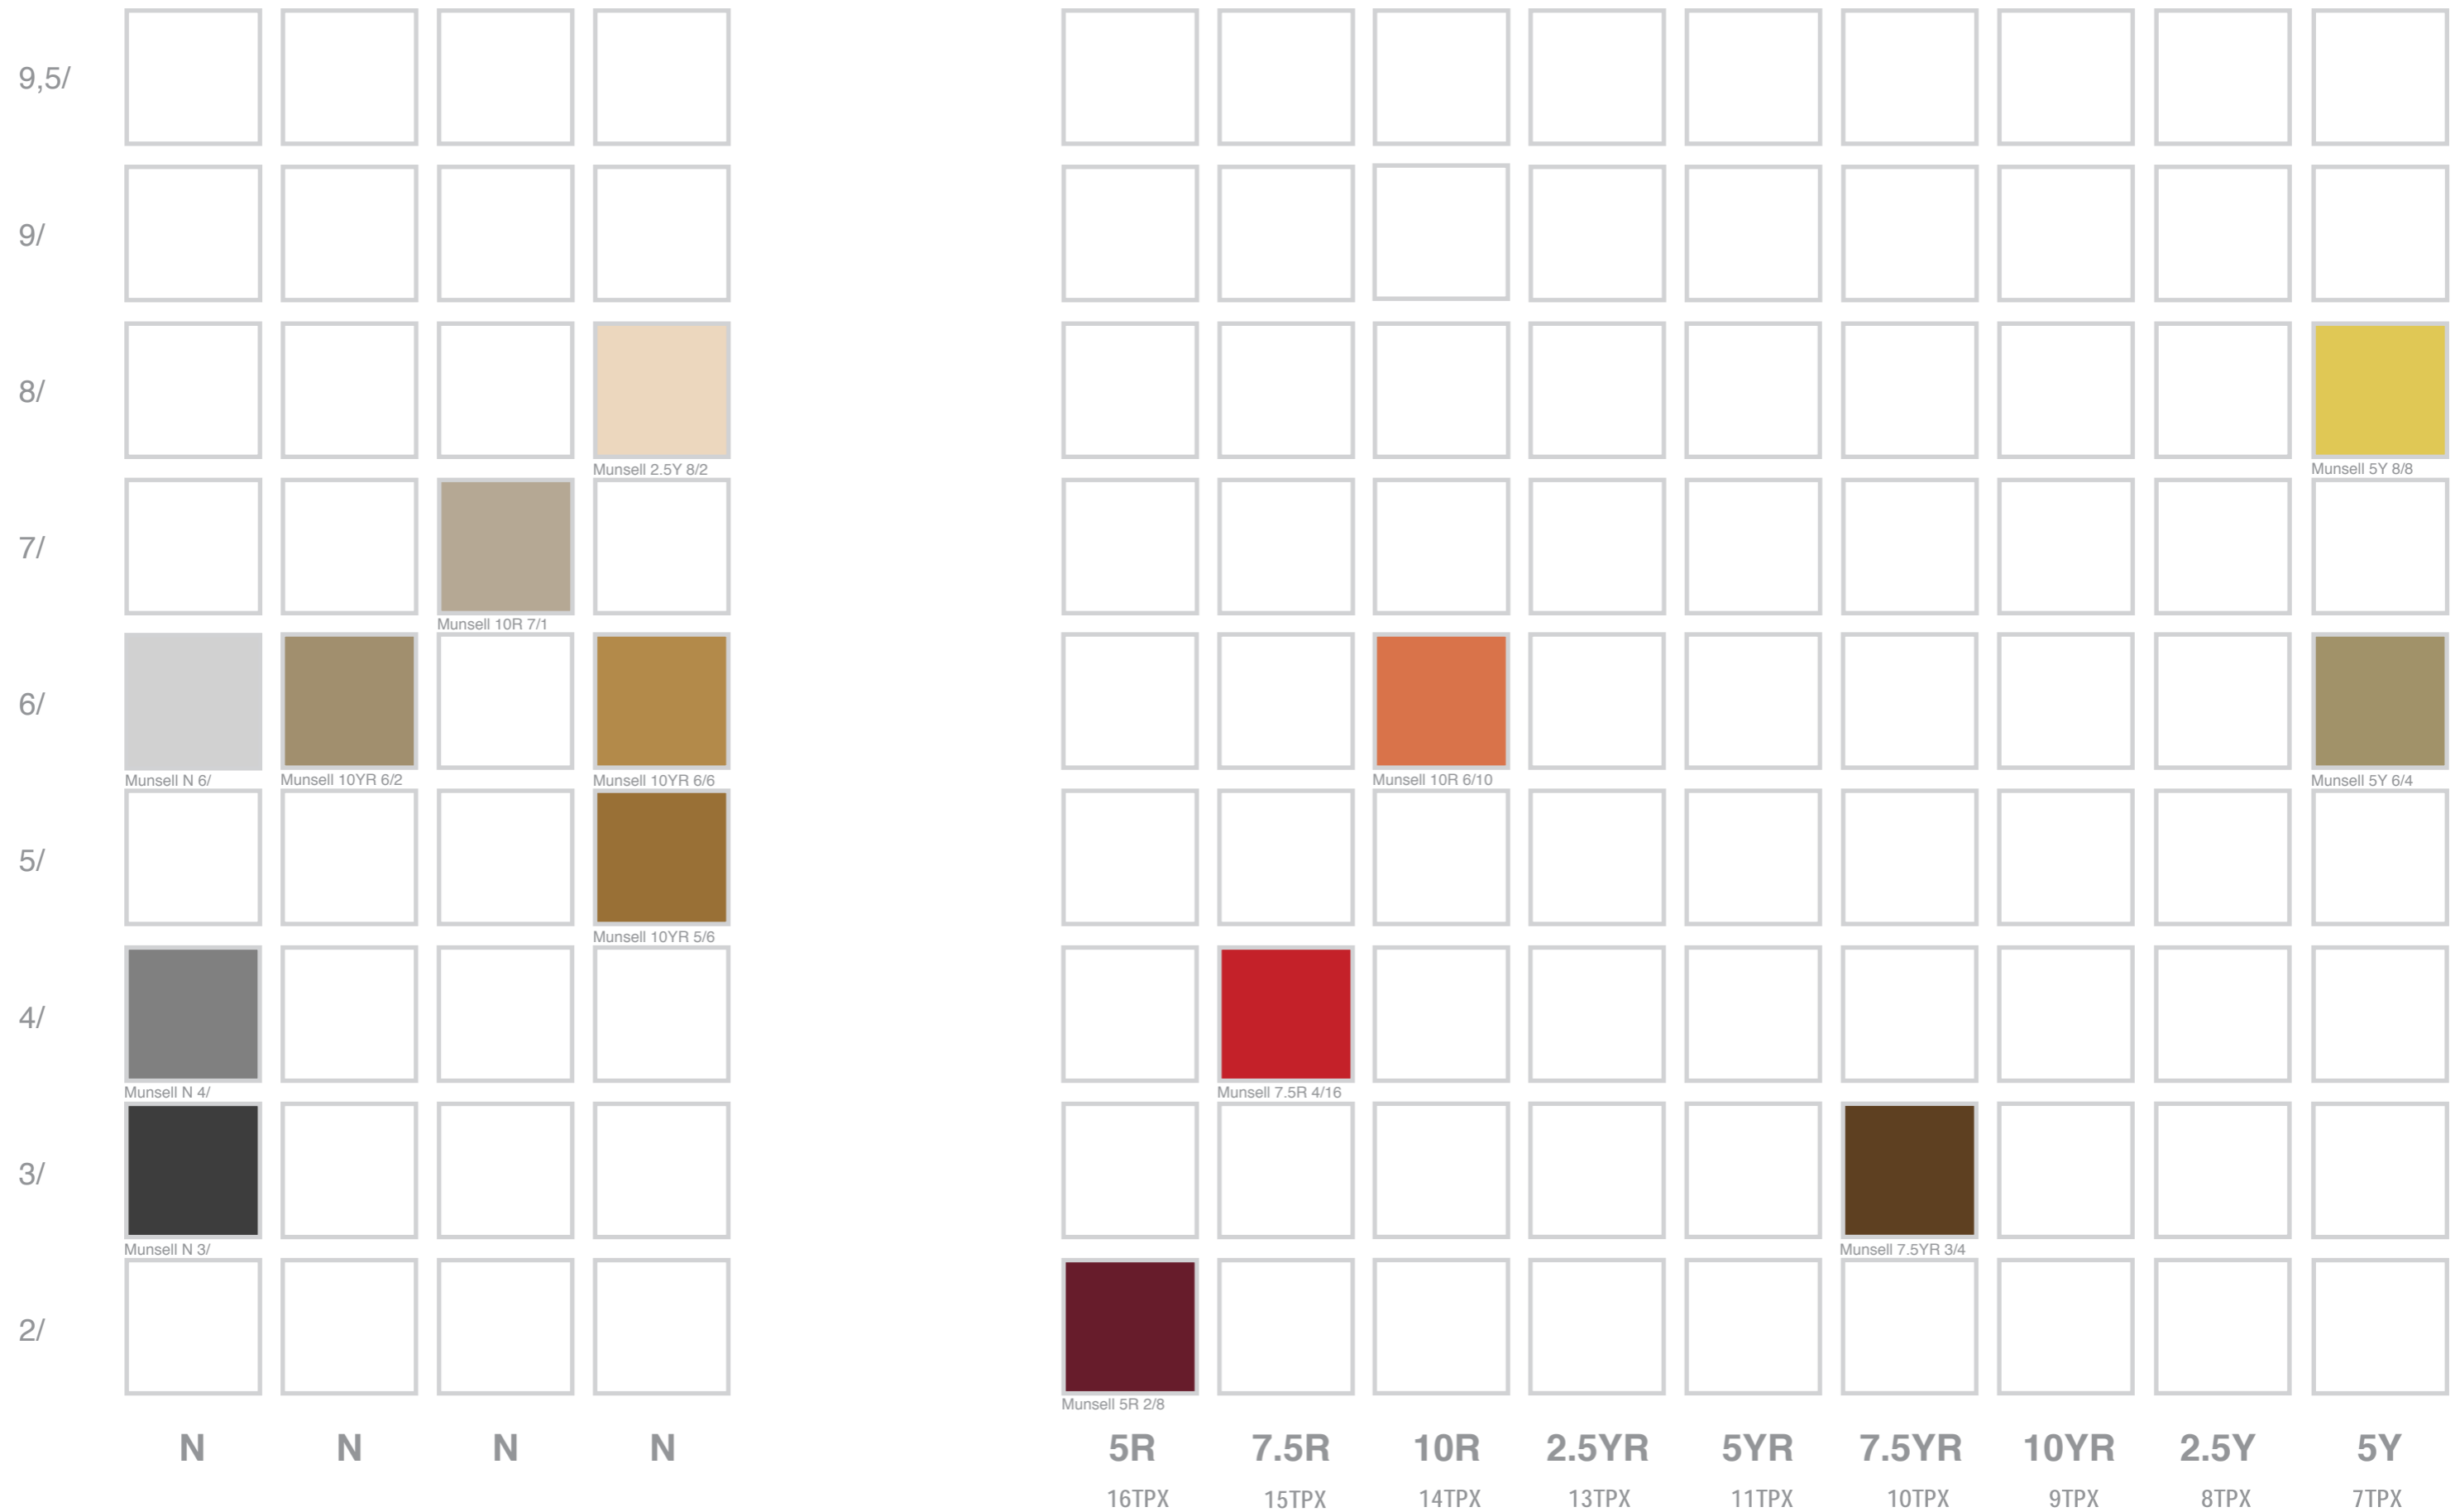 9,5/
9/
8/
Munsell 2.5Y 8/2
Munsell 5Y 8/8
7/
Munsell 10R 7/1
6/
Munsell N 6/
Munsell 10YR 6/2
Munsell 10YR 6/6
Munsell 10R 6/10
Munsell 5Y 6/4
5/
Munsell 10YR 5/6
4/
Munsell N 4/
Munsell 7.5R 4/16
3/
Munsell N 3/
Munsell 7.5YR 3/4
2/
Munsell 5R 2/8
N N N N 5R 7.5R 10R 2.5YR 5YR 7.5YR 10YR 2.5Y 5Y
16TPX 15TPX 14TPX 13TPX 11TPX 10TPX 9TPX 8TPX 7TPX